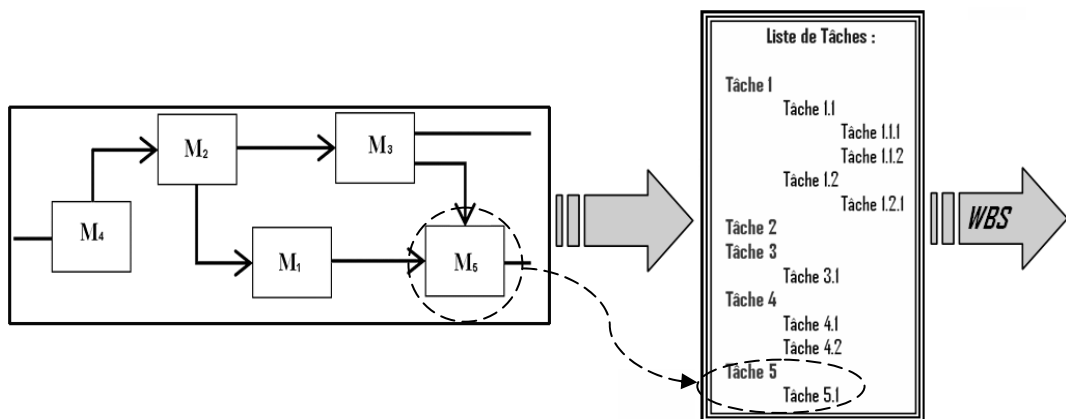 M₂
M₃
M₄
M₁
M₅
Liste de Tâches :
Tâche 1
Tâche 1.1
Tâche 1.1.1
Tâche 1.1.2
Tâche 1.2
Tâche 1.2.1
Tâche 2
Tâche 3
Tâche 3.1
Tâche 4
Tâche 4.1
Tâche 4.2
Tâche 5
Tâche 5.1
WBS